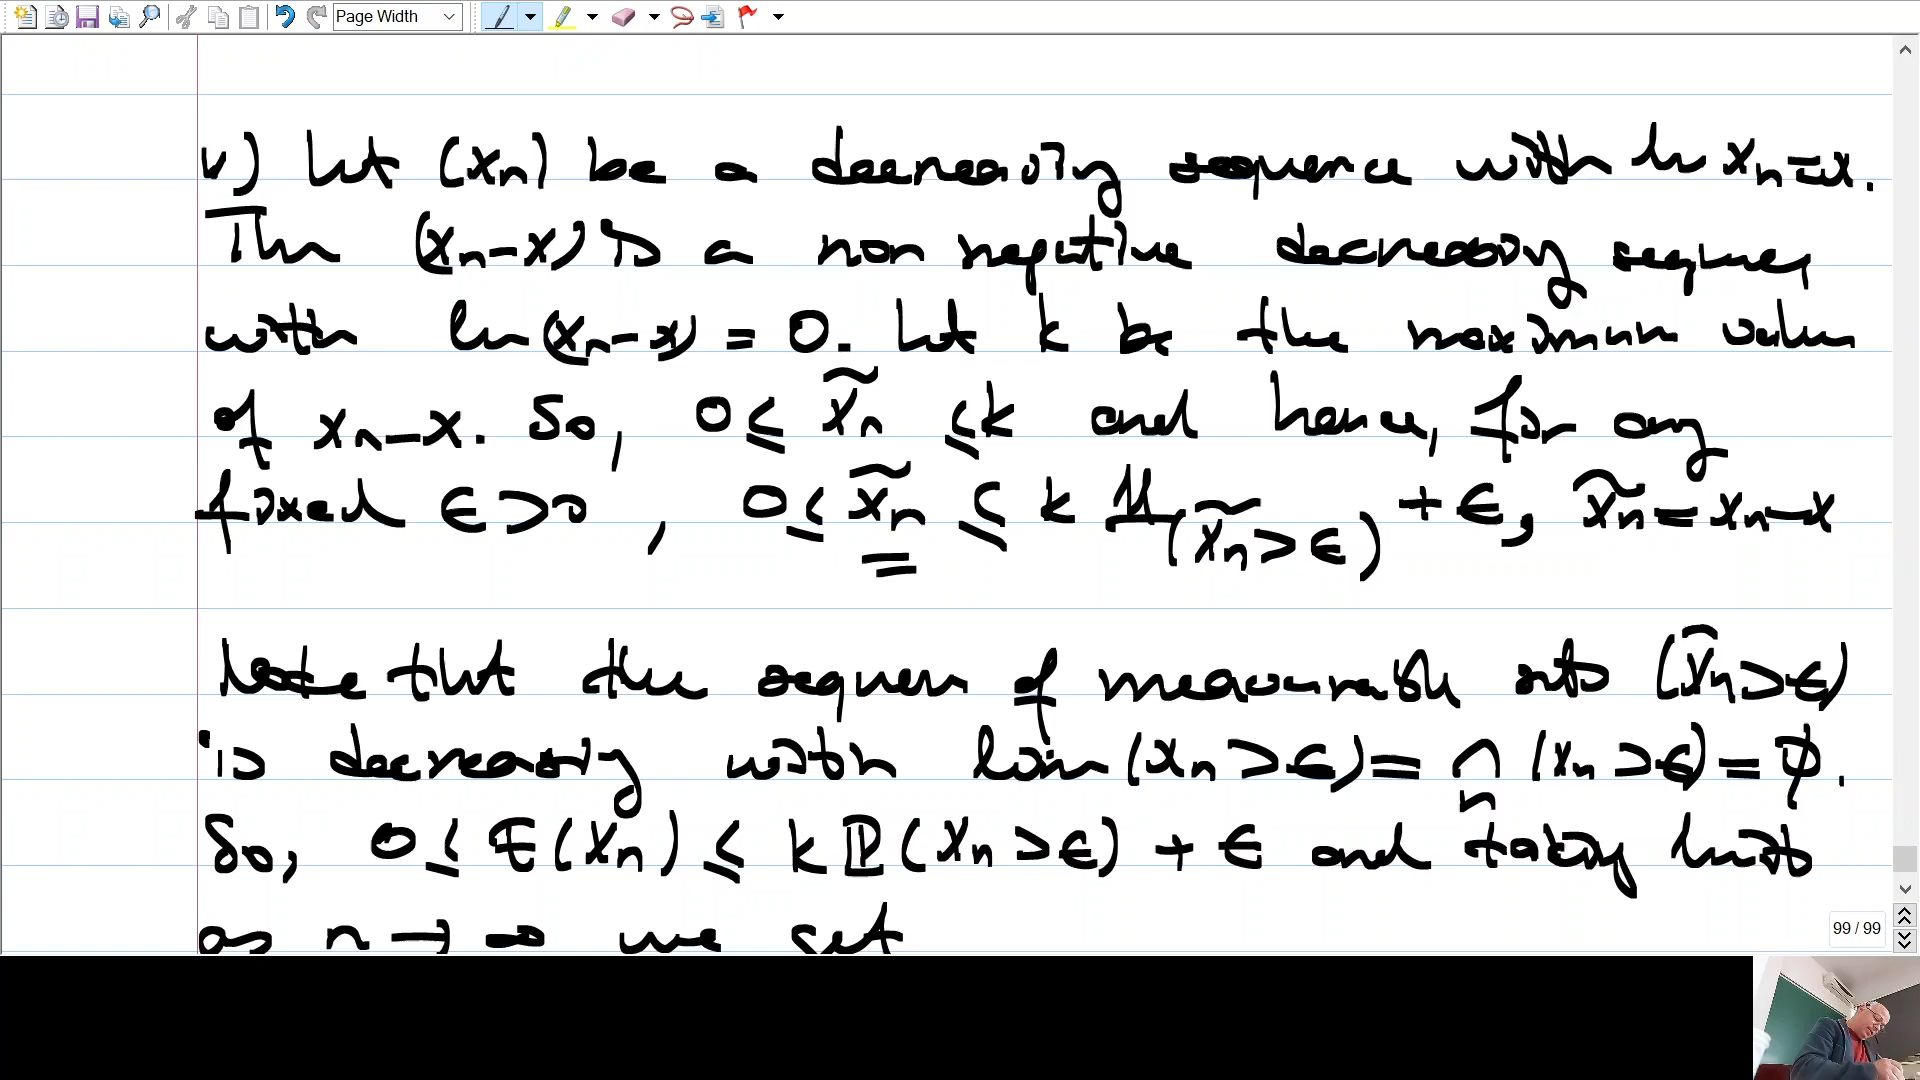 Page Width
v) Let (Xn) be a decreasing sequence with lim Xn = X.
Then (Xn-X) is a non negative decreasing sequence
with lim (Xn-X) = 0. Let k be the maximum value
of Xn-X. So, 0 ≤ X̃n ≤ k and hence, for any
fixed ϵ>0, 0 ≤ X̃n ≤ k 𝟙(X̃n>ϵ) + ϵ, X̃n = Xn-X
Note that the sequence of measurable sets (X̃n>ϵ)
is decreasing with lim (Xn>ϵ) = ∩n (Xn>ϵ) = ∅.
So, 0 ≤ 𝔼(Xn) ≤ k ℙ(Xn>ϵ) + ϵ and taking limits
as n → ∞ we get
99 / 99